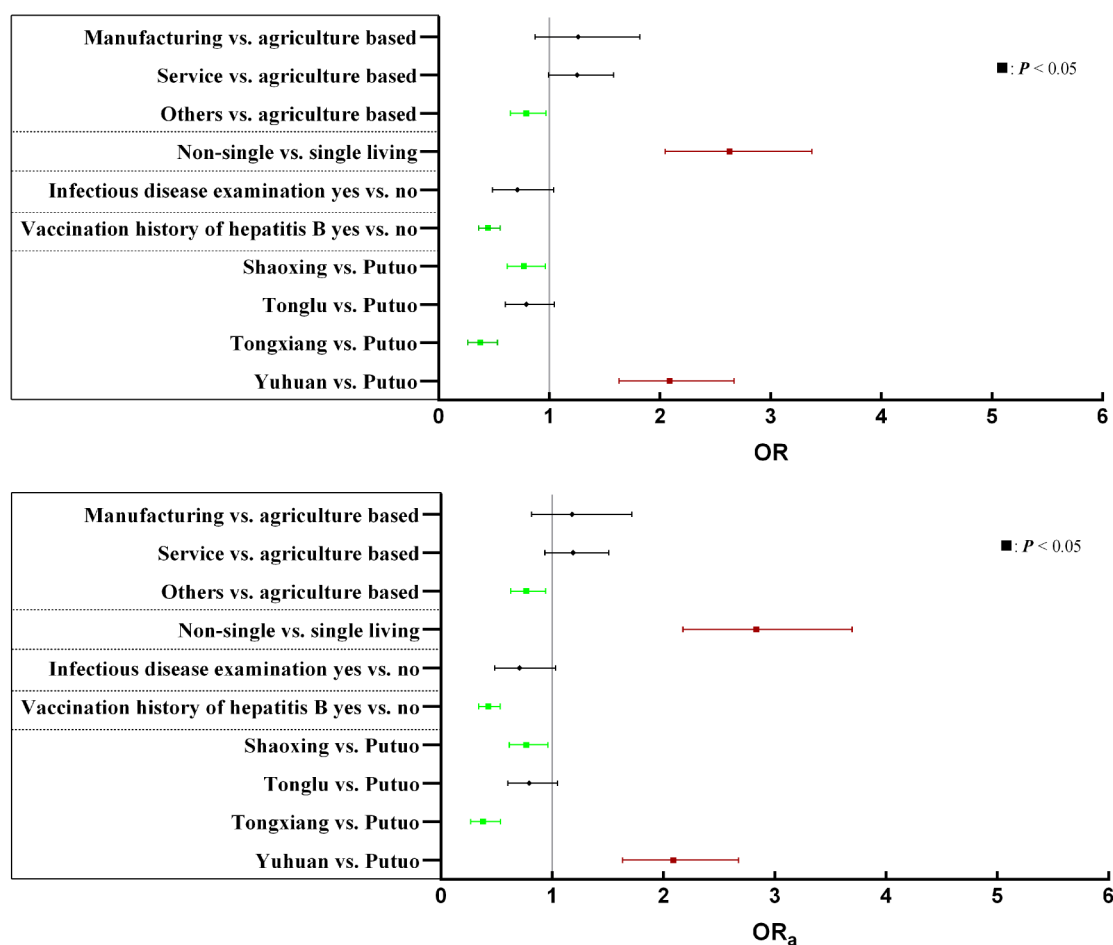 Manufacturing vs. agriculture based
Service vs. agriculture based
■: P < 0.05
Others vs. agriculture based
Non-single vs. single living
Infectious disease examination yes vs. no
Vaccination history of hepatitis B yes vs. no
Shaoxing vs. Putuo
Tonglu vs. Putuo
Tongxiang vs. Putuo
Yuhuan vs. Putuo
0 1 2 3 4 5 6
OR
Manufacturing vs. agriculture based
■: P < 0.05
Service vs. agriculture based
Others vs. agriculture based
Non-single vs. single living
Infectious disease examination yes vs. no
Vaccination history of hepatitis B yes vs. no
Shaoxing vs. Putuo
Tonglu vs. Putuo
Tongxiang vs. Putuo
Yuhuan vs. Putuo
0 1 2 3 4 5 6
ORa